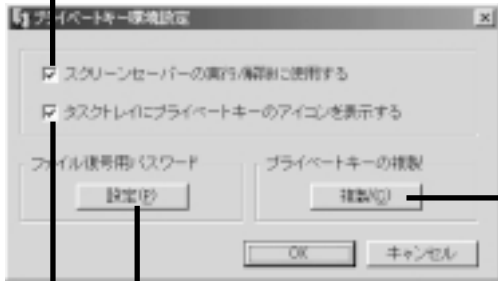 プライベートキー環境設定
スクリーンセーバーの実行/解除に使用する
タスクトレイにプライベートキーのアイコンを表示する
ファイル復号用パスワード
プライベートキーの複製
設定(P)
複製(C)
OK
キャンセル